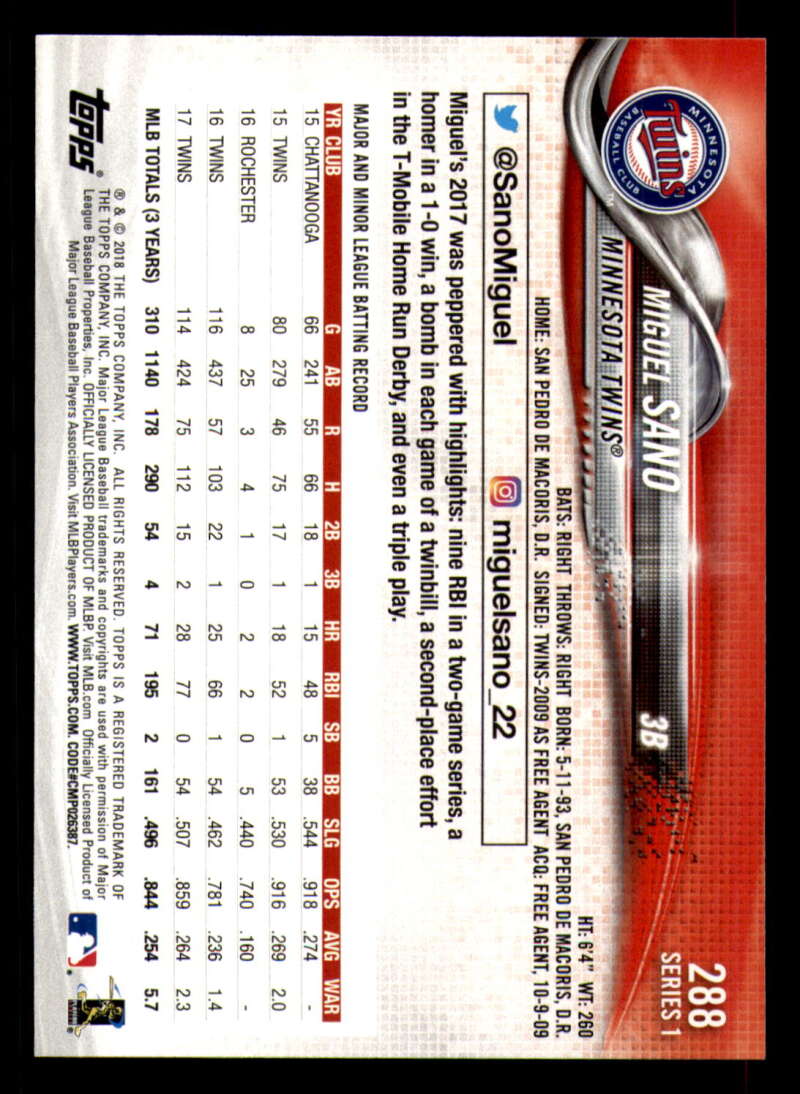 288
SERIES 1
MINNESOTA
Twins
BASEBALL CLUB
TM
MIGUEL SANO
3B
MINNESOTA TWINS®
HT: 6'4" WT: 260
BATS: RIGHT THROWS: RIGHT BORN: 5-11-93, SAN PEDRO DE MACORIS, D.R.
HOME: SAN PEDRO DE MACORIS, D.R. SIGNED: TWINS-2009 AS FREE AGENT ACQ: FREE AGENT, 10-9-09
@SanoMiguel miguelsano_22
Miguel's 2017 was peppered with highlights: nine RBI in a two-game series, a
homer in a 1-0 win, a bomb in each game of a twinbill, a second-place effort
in the T-Mobile Home Run Derby, and even a triple play.
MAJOR AND MINOR LEAGUE BATTING RECORD
YR CLUB G AB R H 2B 3B HR RBI SB BB SLG OPS AVG WAR
15 CHATTANOOGA 66 241 55 66 18 1 15 48 5 38 .544 .918 .274 -
15 TWINS 80 279 46 75 17 1 18 52 1 53 .530 .916 .269 2.0
16 ROCHESTER 8 25 3 4 1 0 2 2 0 5 .440 .740 .160 -
16 TWINS 116 437 57 103 22 1 25 66 1 54 .462 .781 .236 1.4
17 TWINS 114 424 75 112 15 2 28 77 0 54 .507 .859 .264 2.3
MLB TOTALS (3 YEARS) 310 1140 178 290 54 4 71 195 2 161 .496 .844 .254 5.7
topps®
® & © 2018 THE TOPPS COMPANY, INC. ALL RIGHTS RESERVED. TOPPS IS A REGISTERED TRADEMARK OF
THE TOPPS COMPANY, INC. Major League Baseball trademarks and copyrights are used with permission of Major
League Baseball Properties, Inc. OFFICIALLY LICENSED PRODUCT OF MLBP. Visit MLB.com Officially Licensed Product of
Major League Baseball Players Association. Visit MLBPlayers.com. WWW.TOPPS.COM. CODE#CMP026387.